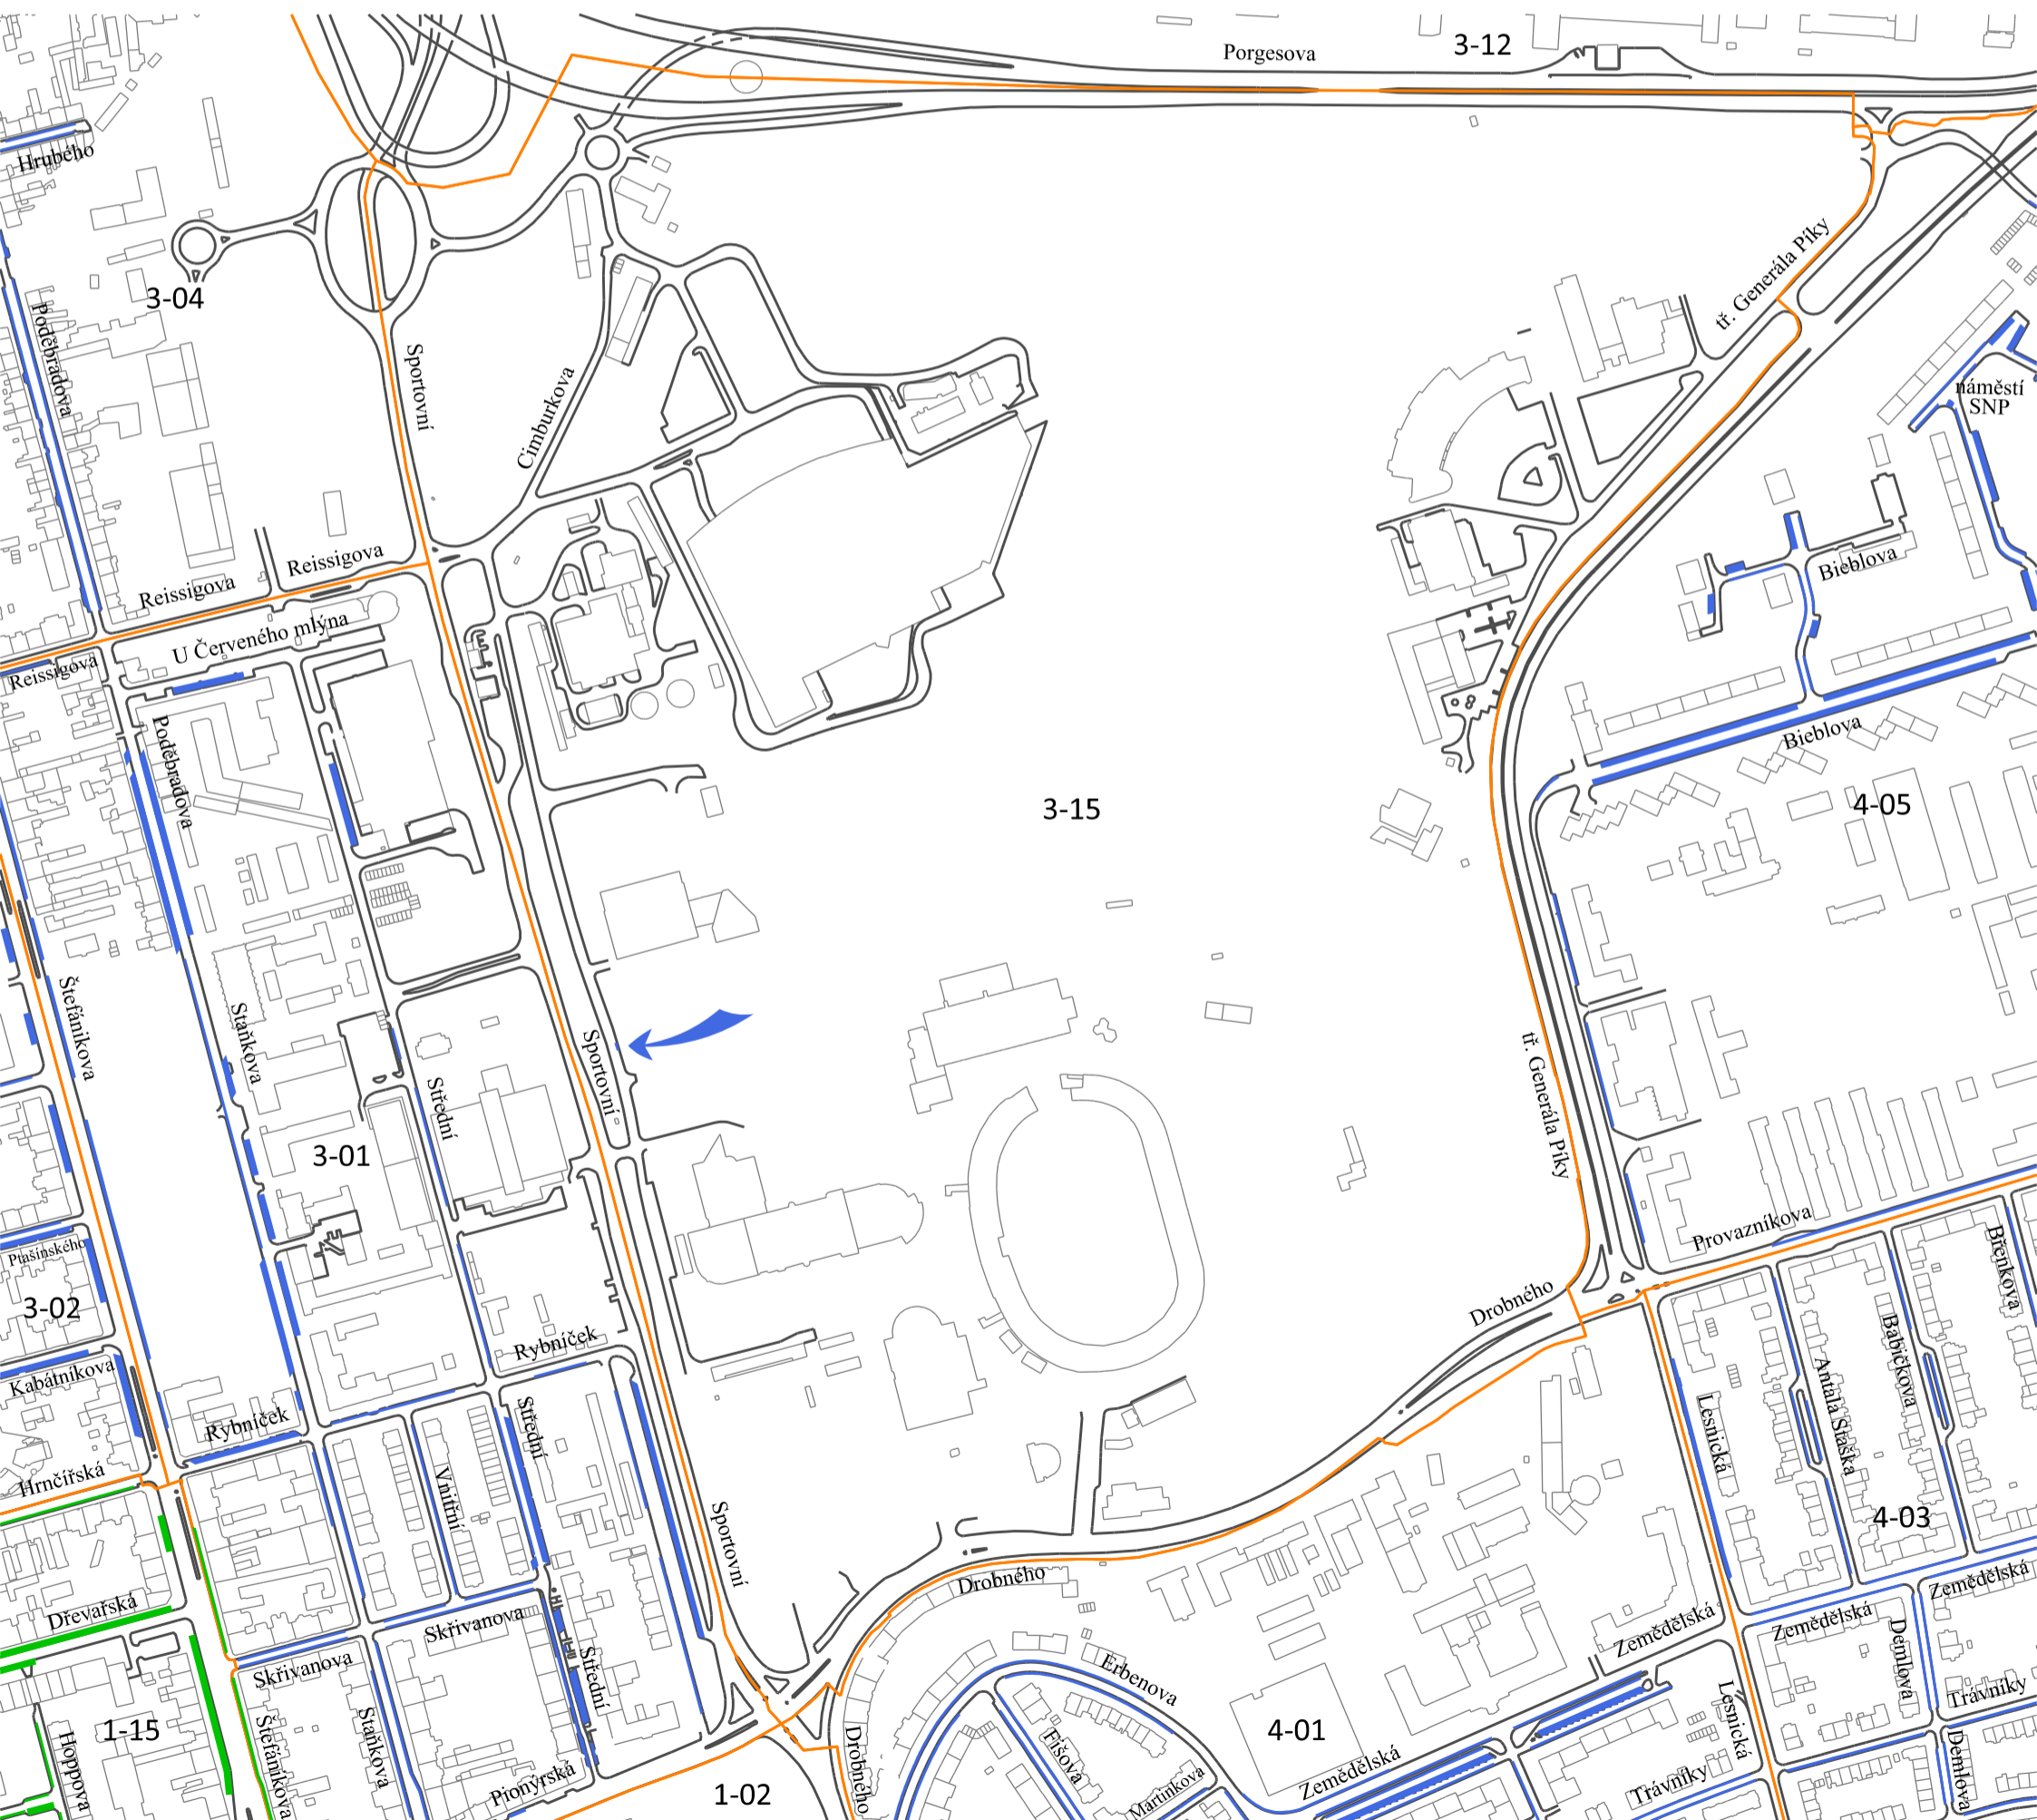 Porgesova
3-12
Hrubého
tř. Generála Píky
3-04
Poděbradova
Sportovní
Cimburkova
náměstí
SNP
Reissigova
Bieblova
Reissigova
U Červeného mlýna
Reissigova
Poděbradova
Bieblova
3-15
4-05
Štefánikova
Staňkova
Sportovní
tř. Generála Píky
Střední
3-01
Provazníkova
Ptašínského
Břenkova
3-02
Drobného
Rybníček
Kabátníkova
Babičkova
Antala Staška
Lesnická
Rybníček
Střední
Hrnčířská
Vnitřní
Sportovní
4-03
Drobného
Zemědělská
Dřevařská
Skřivanova
Zemědělská
Zemědělská
Demlova
Skřivanova
Střední
Erbenova
Trávníky
Lesnická
1-15
Štefánikova
Staňkova
Hoppova
4-01
Drobného
Fišova
Demlova
Zemědělská
Pionýrská
1-02
Martinkova
Trávníky